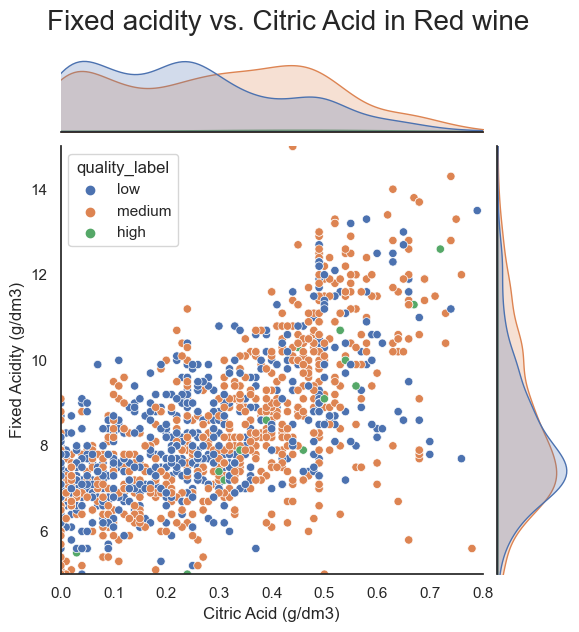 Fixed acidity vs. Citric Acid in Red wine
quality_label
low
medium
high
14
12
10
8
6
Fixed Acidity (g/dm3)
0.0 0.1 0.2 0.3 0.4 0.5 0.6 0.7 0.8
Citric Acid (g/dm3)